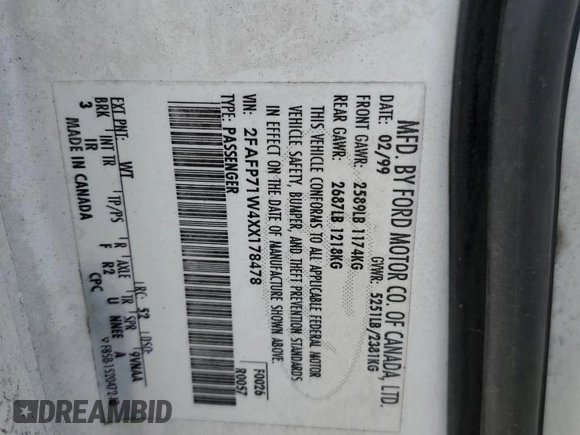 MFD. BY FORD MOTOR CO. OF CANADA, LTD.
DATE: 02/99 GVWR: 5251LB/2381KG
FRONT GAWR: 2589LB 1174KG
REAR GAWR: 2687LB 1218KG
THIS VEHICLE CONFORMS TO ALL APPLICABLE FEDERAL MOTOR
VEHICLE SAFETY, BUMPER, AND THEFT PREVENTION STANDARDS
IN EFFECT ON THE DATE OF MANUFACTURE SHOWN ABOVE.
VIN: 2FAFP71W4XX178478 F0026
TYPE: PASSENGER R0057
EXT PNT: WT RC: 52 DSO:
BRK INT TR TP/PS R AXLE TR SPR 9VNAA
3 IR F R2 U NNEE A
MADE IN CANADA CPC
DREAMBID